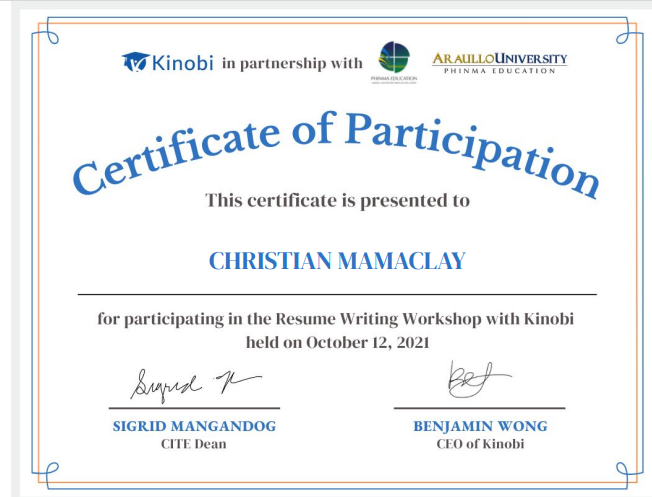 Kinobi in partnership with
PHINMA EDUCATION
ARAULLO UNIVERSITY
PHINMA EDUCATION
Certificate of Participation
This certificate is presented to
CHRISTIAN MAMACLAY
for participating in the Resume Writing Workshop with Kinobi
held on October 12, 2021
SIGRID MANGANDOG
BENJAMIN WONG
CITE Dean
CEO of Kinobi